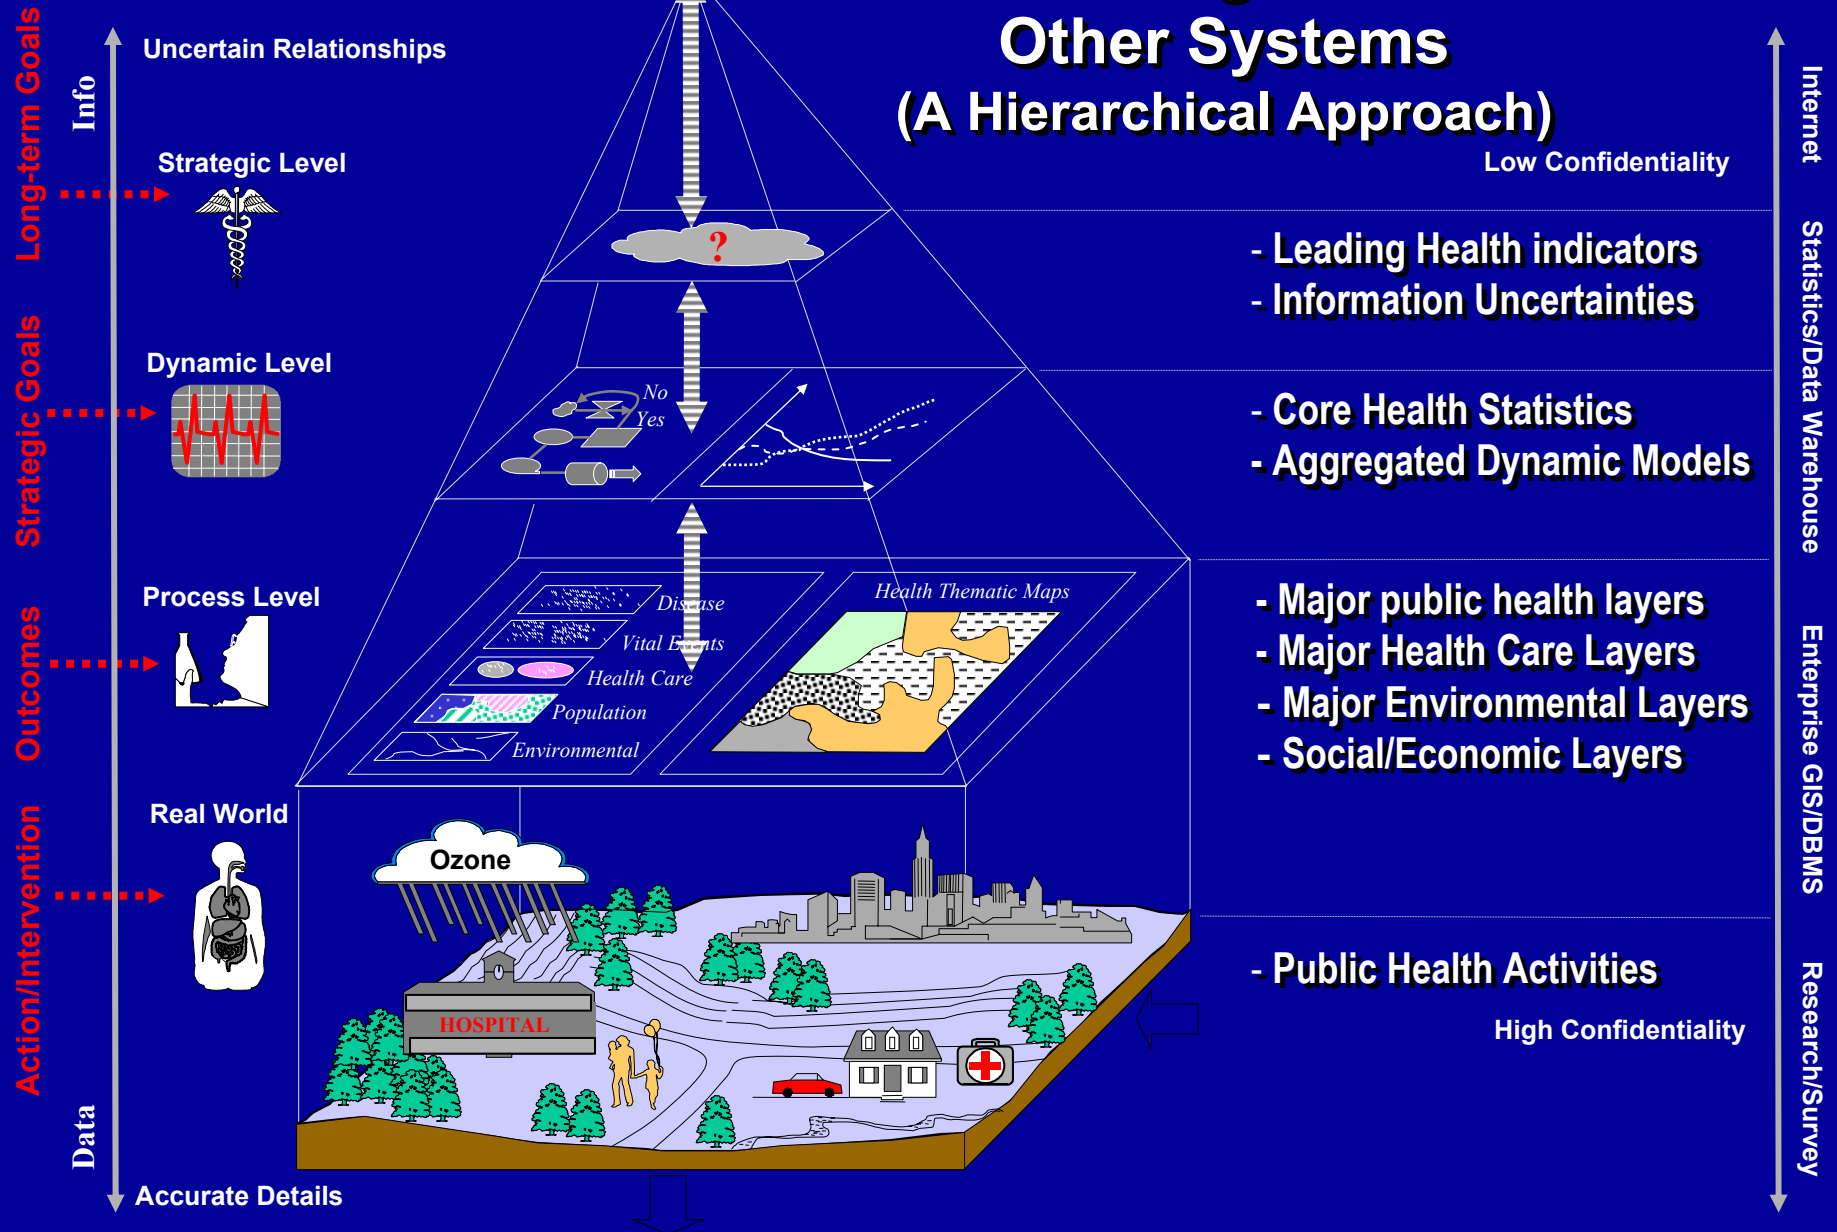 Other Systems
(A Hierarchical Approach)
Low Confidentiality
Long-term Goals
Strategic Goals
Outcomes
Action/Intervention
Info
Data
Uncertain Relationships
Strategic Level
Dynamic Level
Process Level
Real World
Accurate Details
?
No
Yes
Disease
Vital Events
Health Care
Population
Environmental
Health Thematic Maps
Ozone
HOSPITAL
- Leading Health indicators
- Information Uncertainties
- Core Health Statistics
- Aggregated Dynamic Models
- Major public health layers
- Major Health Care Layers
- Major Environmental Layers
- Social/Economic Layers
- Public Health Activities
High Confidentiality
Internet
Statistics/Data Warehouse
Enterprise GIS/DBMS
Research/Survey